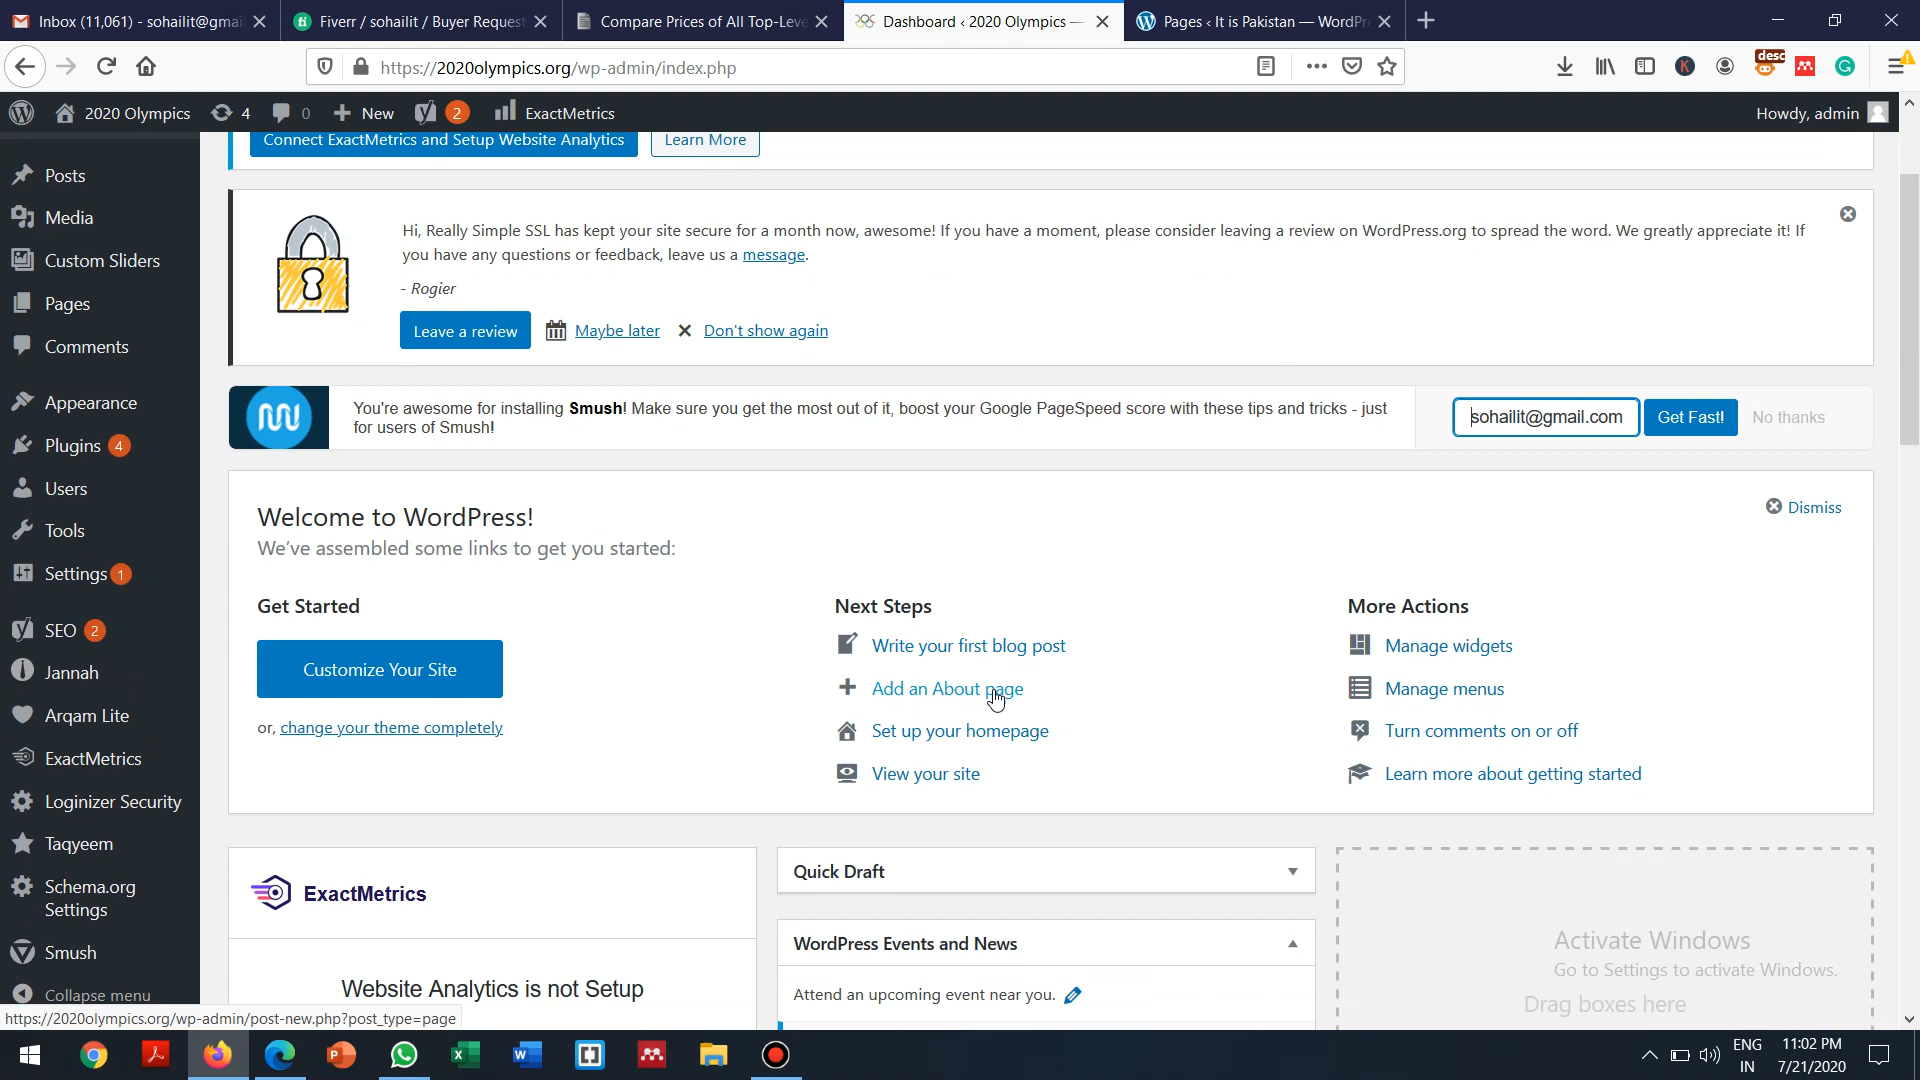 Inbox (11,061) - sohailit@gmai
Fiverr / sohailit / Buyer Request
Compare Prices of All Top-Leve
Dashboard ‹ 2020 Olympics —
Pages ‹ It is Pakistan — WordPr
https://2020olympics.org/wp-admin/index.php
desc
2020 Olympics
4
0
New
2
ExactMetrics
Howdy, admin
Connect ExactMetrics and Setup Website Analytics
Learn More
Posts
Media
Custom Sliders
Pages
Comments
Appearance
Plugins 4
Users
Tools
Settings 1
SEO 2
Jannah
Arqam Lite
ExactMetrics
Loginizer Security
Taqyeem
Schema.org
Settings
Smush
Collapse menu
Hi, Really Simple SSL has kept your site secure for a month now, awesome! If you have a moment, please consider leaving a review on WordPress.org to spread the word. We greatly appreciate it! If
you have any questions or feedback, leave us a message.
- Rogier
Leave a review
Maybe later
Don't show again
You're awesome for installing Smush! Make sure you get the most out of it, boost your Google PageSpeed score with these tips and tricks - just
for users of Smush!
sohailit@gmail.com
Get Fast!
No thanks
Welcome to WordPress!
Dismiss
We've assembled some links to get you started:
Get Started
Customize Your Site
or, change your theme completely
Next Steps
Write your first blog post
Add an About page
Set up your homepage
View your site
More Actions
Manage widgets
Manage menus
Turn comments on or off
Learn more about getting started
ExactMetrics
Website Analytics is not Setup
Quick Draft
WordPress Events and News
Attend an upcoming event near you.
Activate Windows
Go to Settings to activate Windows.
Drag boxes here
https://2020olympics.org/wp-admin/post-new.php?post_type=page
ENG
IN
11:02 PM
7/21/2020